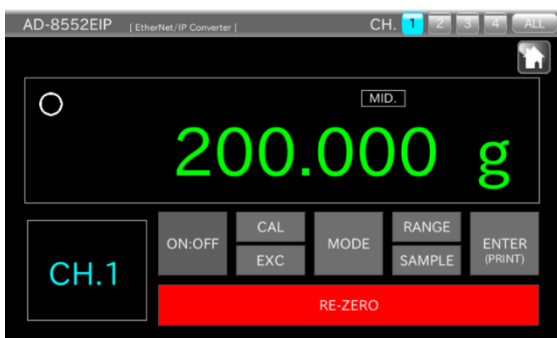 AD-8552EIP [ EtherNet/IP Converter ] CH. 1 2 3 4 ALL
MID.
200.000 g
CH.1
ON:OFF
CAL
EXC
MODE
RANGE
SAMPLE
ENTER
(PRINT)
RE-ZERO